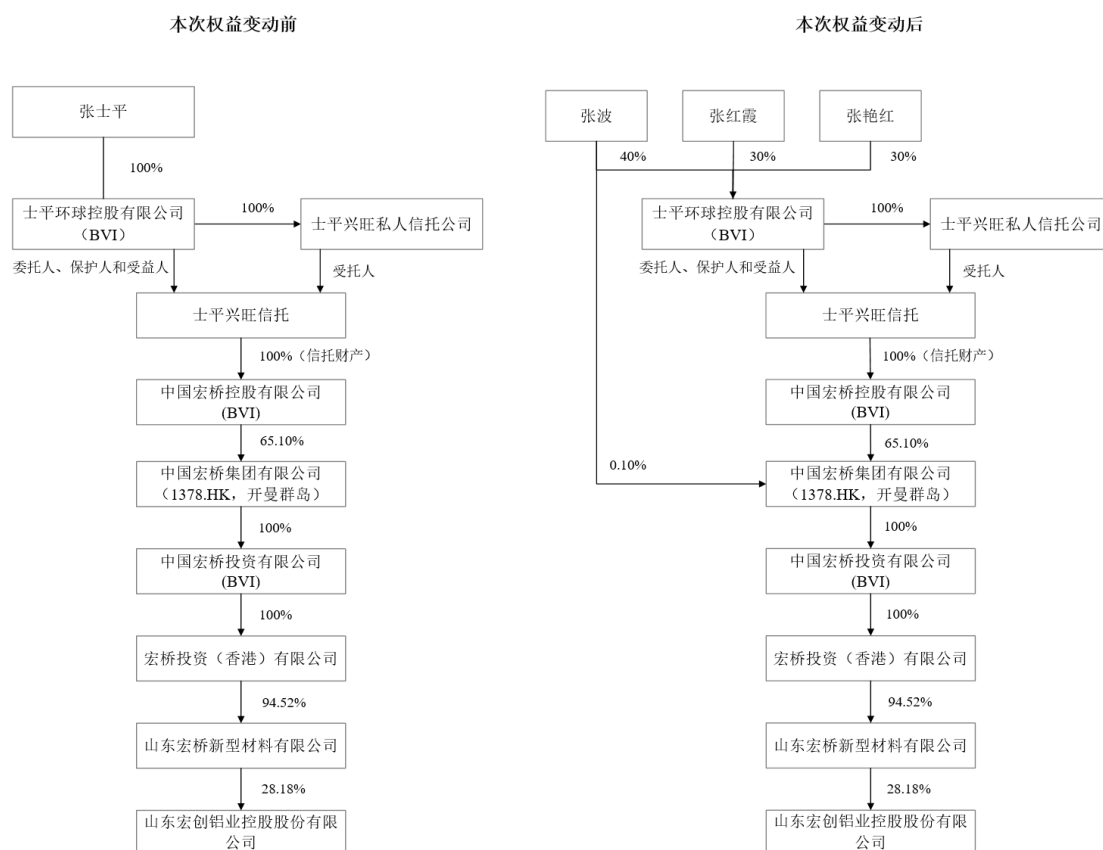 本次权益变动前
张士平
100%
士平环球控股有限公司
（BVI）
100%
士平兴旺私人信托公司
委托人、保护人和受益人
受托人
士平兴旺信托
100%（信托财产）
中国宏桥控股有限公司
(BVI)
65.10%
中国宏桥集团有限公司
（1378.HK，开曼群岛）
100%
中国宏桥投资有限公司
(BVI)
100%
宏桥投资（香港）有限公司
94.52%
山东宏桥新型材料有限公司
28.18%
山东宏创铝业控股股份有限
公司
本次权益变动后
张波
张红霞
张艳红
40%
30%
30%
士平环球控股有限公司
（BVI）
100%
士平兴旺私人信托公司
委托人、保护人和受益人
受托人
士平兴旺信托
100%（信托财产）
中国宏桥控股有限公司
(BVI)
65.10%
0.10%
中国宏桥集团有限公司
（1378.HK，开曼群岛）
100%
中国宏桥投资有限公司
(BVI)
100%
宏桥投资（香港）有限公司
94.52%
山东宏桥新型材料有限公司
28.18%
山东宏创铝业控股股份有限
公司